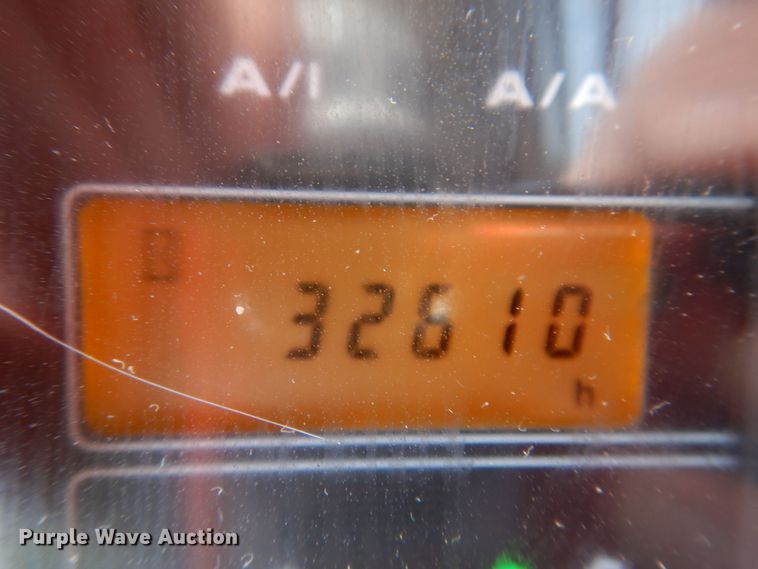 A/I A/A
32610
h
Purple Wave Auction